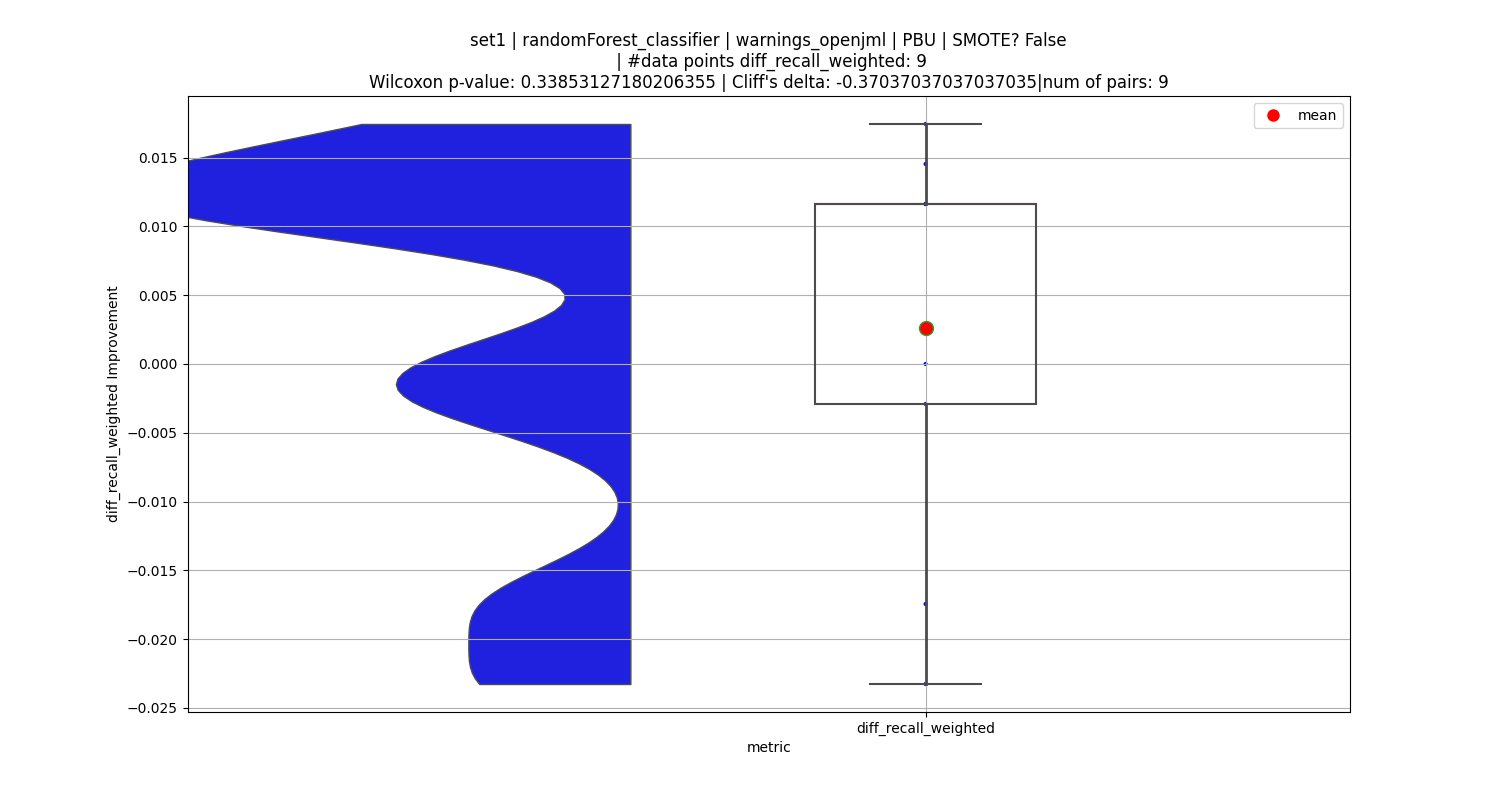 set1 | randomForest_classifier | warnings_openjml | PBU | SMOTE? False
| #data points diff_recall_weighted: 9
Wilcoxon p-value: 0.33853127180206355 | Cliff's delta: -0.37037037037037035|num of pairs: 9
mean
0.015
0.010
0.005
0.000
−0.005
−0.010
−0.015
−0.020
−0.025
diff_recall_weighted Improvement
diff_recall_weighted
metric